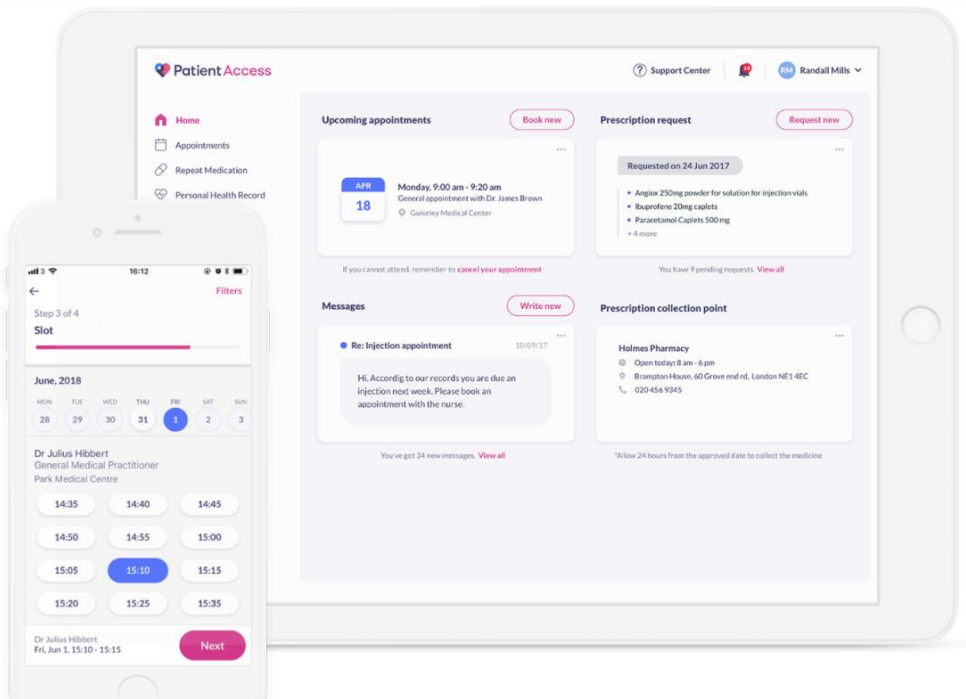 Patient Access
Support Center
14
RM
Randall Mills
Home
Appointments
Repeat Medication
Personal Health Record
Upcoming appointments
Book new
APR
18
Monday, 9:00 am - 9:20 am
General appointment with Dr. James Brown
Guiseley Medical Center
If you cannot attend, remember to cancel your appointment
Prescription request
Request new
Requested on 24 Jun 2017
Angiox 250mg powder for solution for injection vials
Ibuprofene 20mg caplets
Paracetamol Caplets 500 mg
+ 4 more
You have 9 pending requests. View all
Messages
Write new
Re: Injection appointment
10/09/17
Hi. Accordig to our records you are due an
injection next week. Please book an
appointment with the nurse.
You've got 34 new messages. View all
Prescription collection point
Holmes Pharmacy
Open today: 8 am - 6 pm
Brampton House, 60 Grove end rd, London NE1 4EC
020 456 9345
*Allow 24 hours from the approved date to collect the medicine
3
16:12
Filters
Step 3 of 4
Slot
June, 2018
MON TUE WED THU FRI SAT SUN
28 29 30 31 1 2 3
Dr Julius Hibbert
General Medical Practitioner
Park Medical Centre
14:35 14:40 14:45
14:50 14:55 15:00
15:05 15:10 15:15
15:20 15:25 15:35
Dr Julius Hibbert
Fri, Jun 1, 15:10 - 15:15
Next